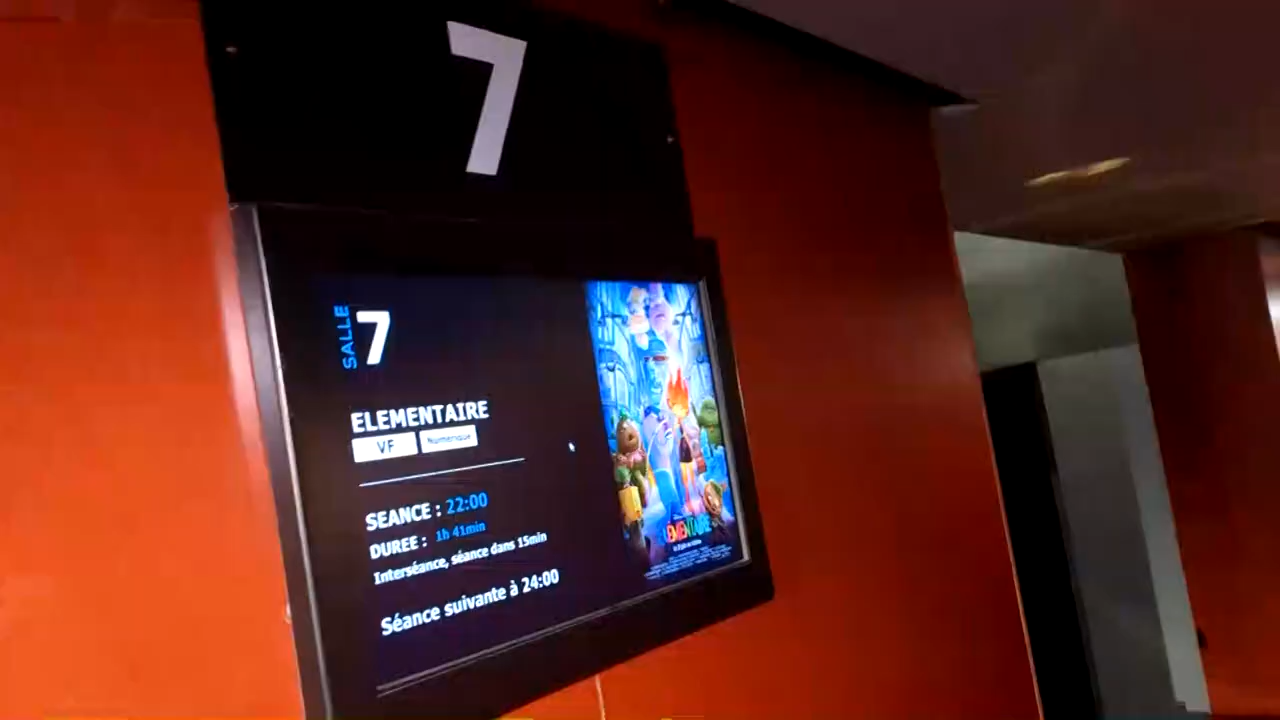 7
SALLE
7
ELEMENTAIRE
VF Numérique
SEANCE : 22:00
DUREE : 1h 41min
Interséance, séance dans 15min
Séance suivante à 24:00
ELEMENTAIRE